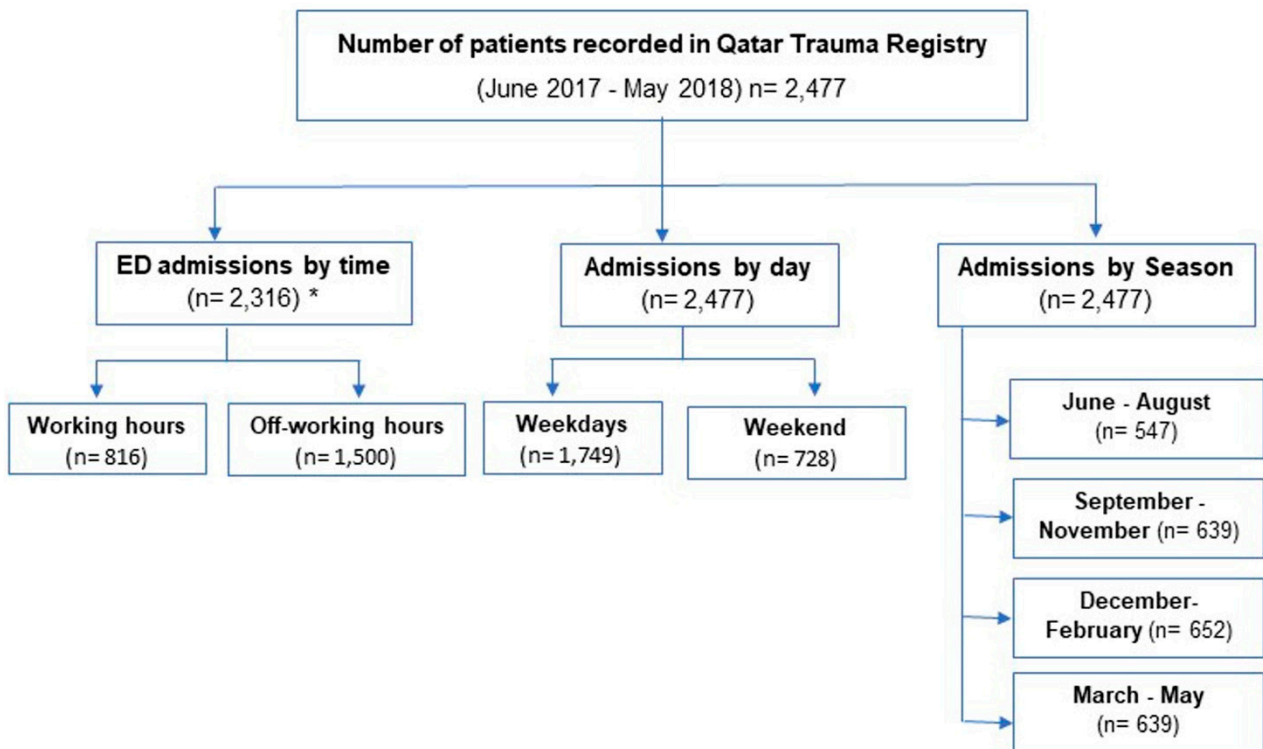 Number of patients recorded in Qatar Trauma Registry
(June 2017 - May 2018) n= 2,477
ED admissions by time
(n= 2,316) *
Admissions by day
(n= 2,477)
Admissions by Season
(n= 2,477)
Working hours
(n= 816)
Off-working hours
(n= 1,500)
Weekdays
(n= 1,749)
Weekend
(n= 728)
June - August
(n= 547)
September -
November (n= 639)
December-
February (n= 652)
March - May
(n= 639)